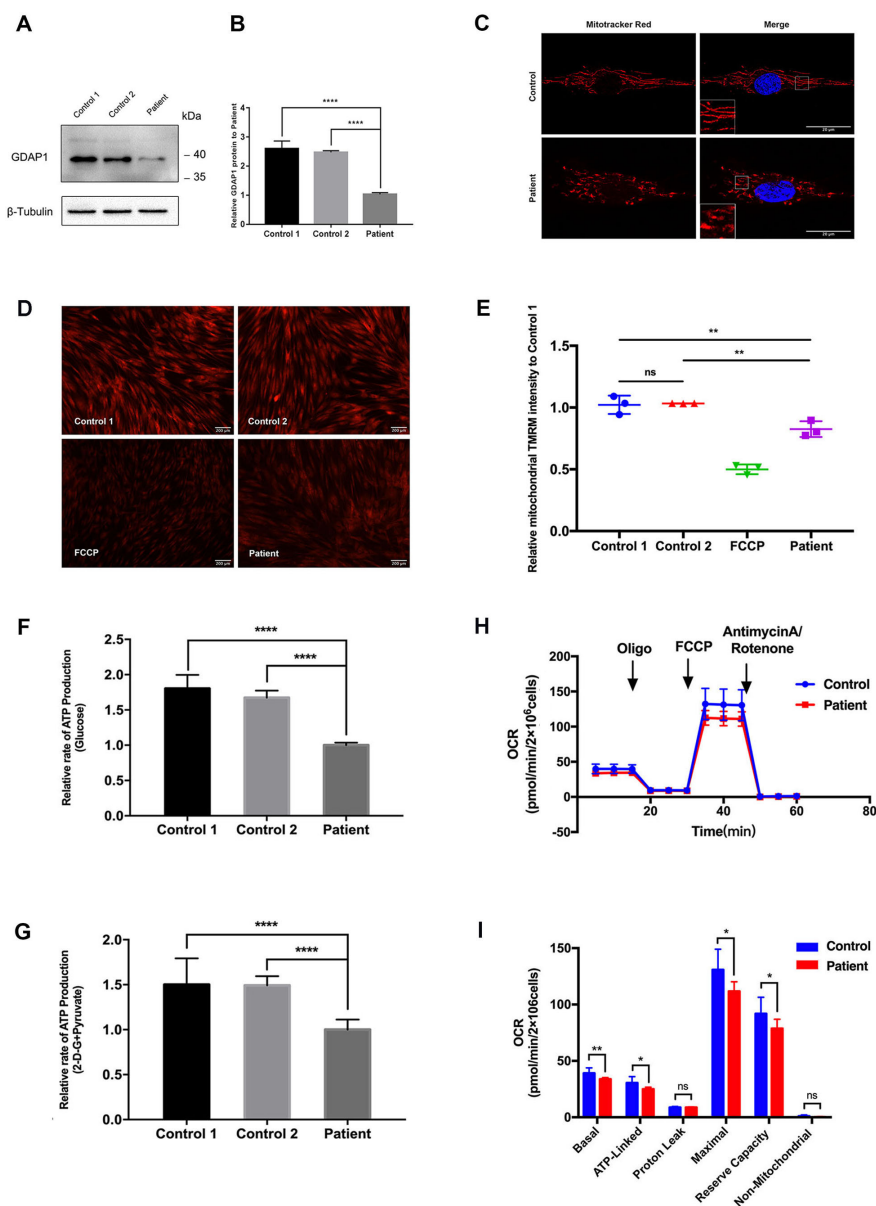 A
Control 1
Control 2
Patient
kDa
GDAP1
– 40
– 35
β-Tubulin
B
Relative GDAP1 protein to Patient
4
3
2
1
0
****
****
Control 1
Control 2
Patient
C
Mitotracker Red
Merge
Control
20 μm
Patient
20 μm
D
Control 1
200 μm
Control 2
200 μm
FCCP
200 μm
Patient
200 μm
E
Relative mitochondrial TMRM intensity to Control 1
1.5
1.0
0.5
0.0
**
**
ns
Control 1
Control 2
FCCP
Patient
F
Relative rate of ATP Production
(Glucose)
2.5
2.0
1.5
1.0
0.5
0.0
****
****
Control 1
Control 2
Patient
H
OCR
(pmol/min/2×10⁶cells)
200
150
100
50
0
-50
Oligo
FCCP
AntimycinA/
Rotenone
Control
Patient
20
40
60
80
Time(min)
G
Relative rate of ATP Production
(2-D-G+Pyruvate)
2.0
1.5
1.0
0.5
0.0
****
****
Control 1
Control 2
Patient
I
OCR
(pmol/min/2×106cells)
150
100
50
0
**
*
ns
*
*
ns
Control
Patient
Basal
ATP-Linked
Proton Leak
Maximal
Reserve Capacity
Non-Mitochondrial